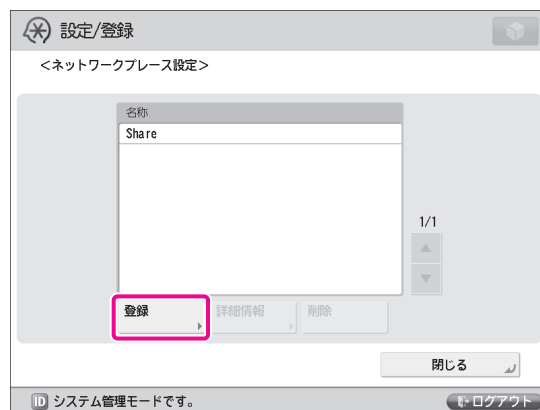 設定/登録
<ネットワークプレース設定>
名称
Share
1/1
登録
詳細情報
削除
閉じる
ID システム管理モードです。
ログアウト